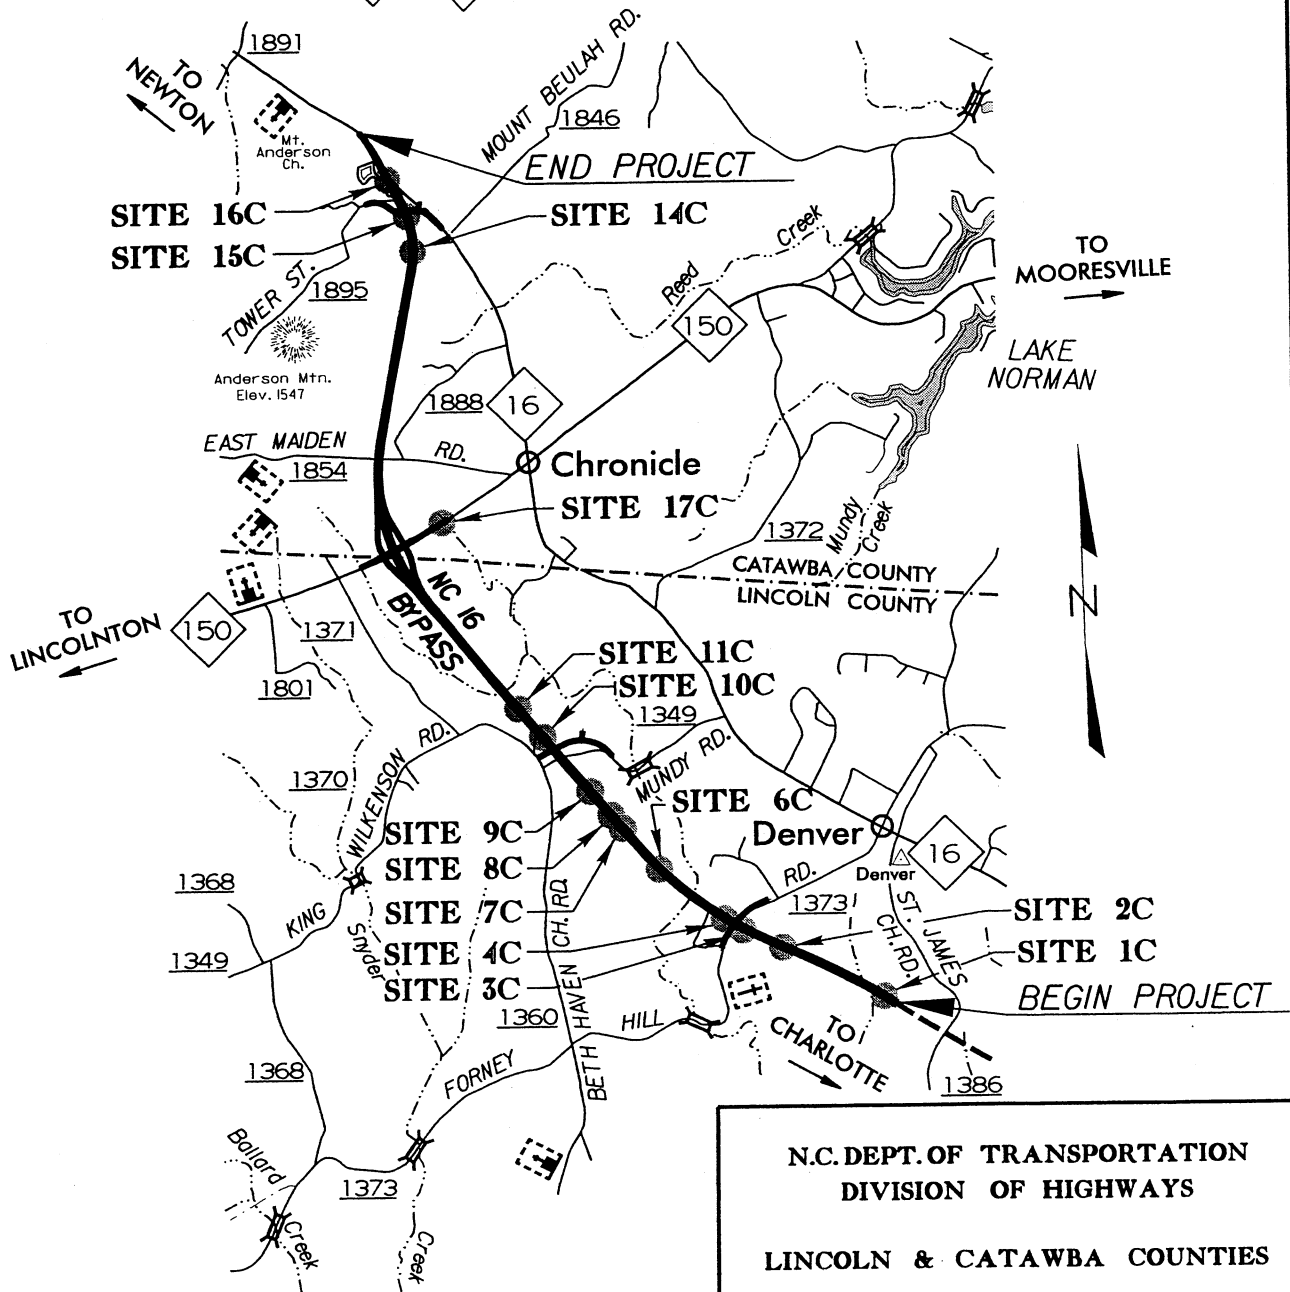 1891
TO
NEWTON
Mt.
Anderson
Ch.
MOUNT BEULAH RD.
1846
END PROJECT
SITE 16C
SITE 14C
SITE 15C
TOWER ST.
1895
Reed
Creek
150
TO
MOORESVILLE
LAKE
NORMAN
Anderson Mtn.
Elev. 1547
1888
16
EAST MAIDEN
RD.
1854
Chronicle
SITE 17C
1372
Mundy
Creek
CATAWBA COUNTY
LINCOLN COUNTY
N
NC 16
BYPASS
TO
LINCOLNTON
150
1371
1801
SITE 11C
SITE 10C
1349
MUNDY RD.
WILKENSON RD.
1370
SITE 6C
SITE 9C
Denver
16
Denver
SITE 8C
1368
RD.
1373
SITE 7C
KING
Snyder
SITE 2C
ST. JAMES
CH. RD.
SITE 4C
SITE 1C
1349
SITE 3C
BEGIN PROJECT
BETH HAVEN CH. RD.
1360
HILL
FORNEY
TO
CHARLOTTE
1368
1386
Ballard
Creek
1373
Creek
N.C. DEPT. OF TRANSPORTATION
DIVISION OF HIGHWAYS
LINCOLN & CATAWBA COUNTIES